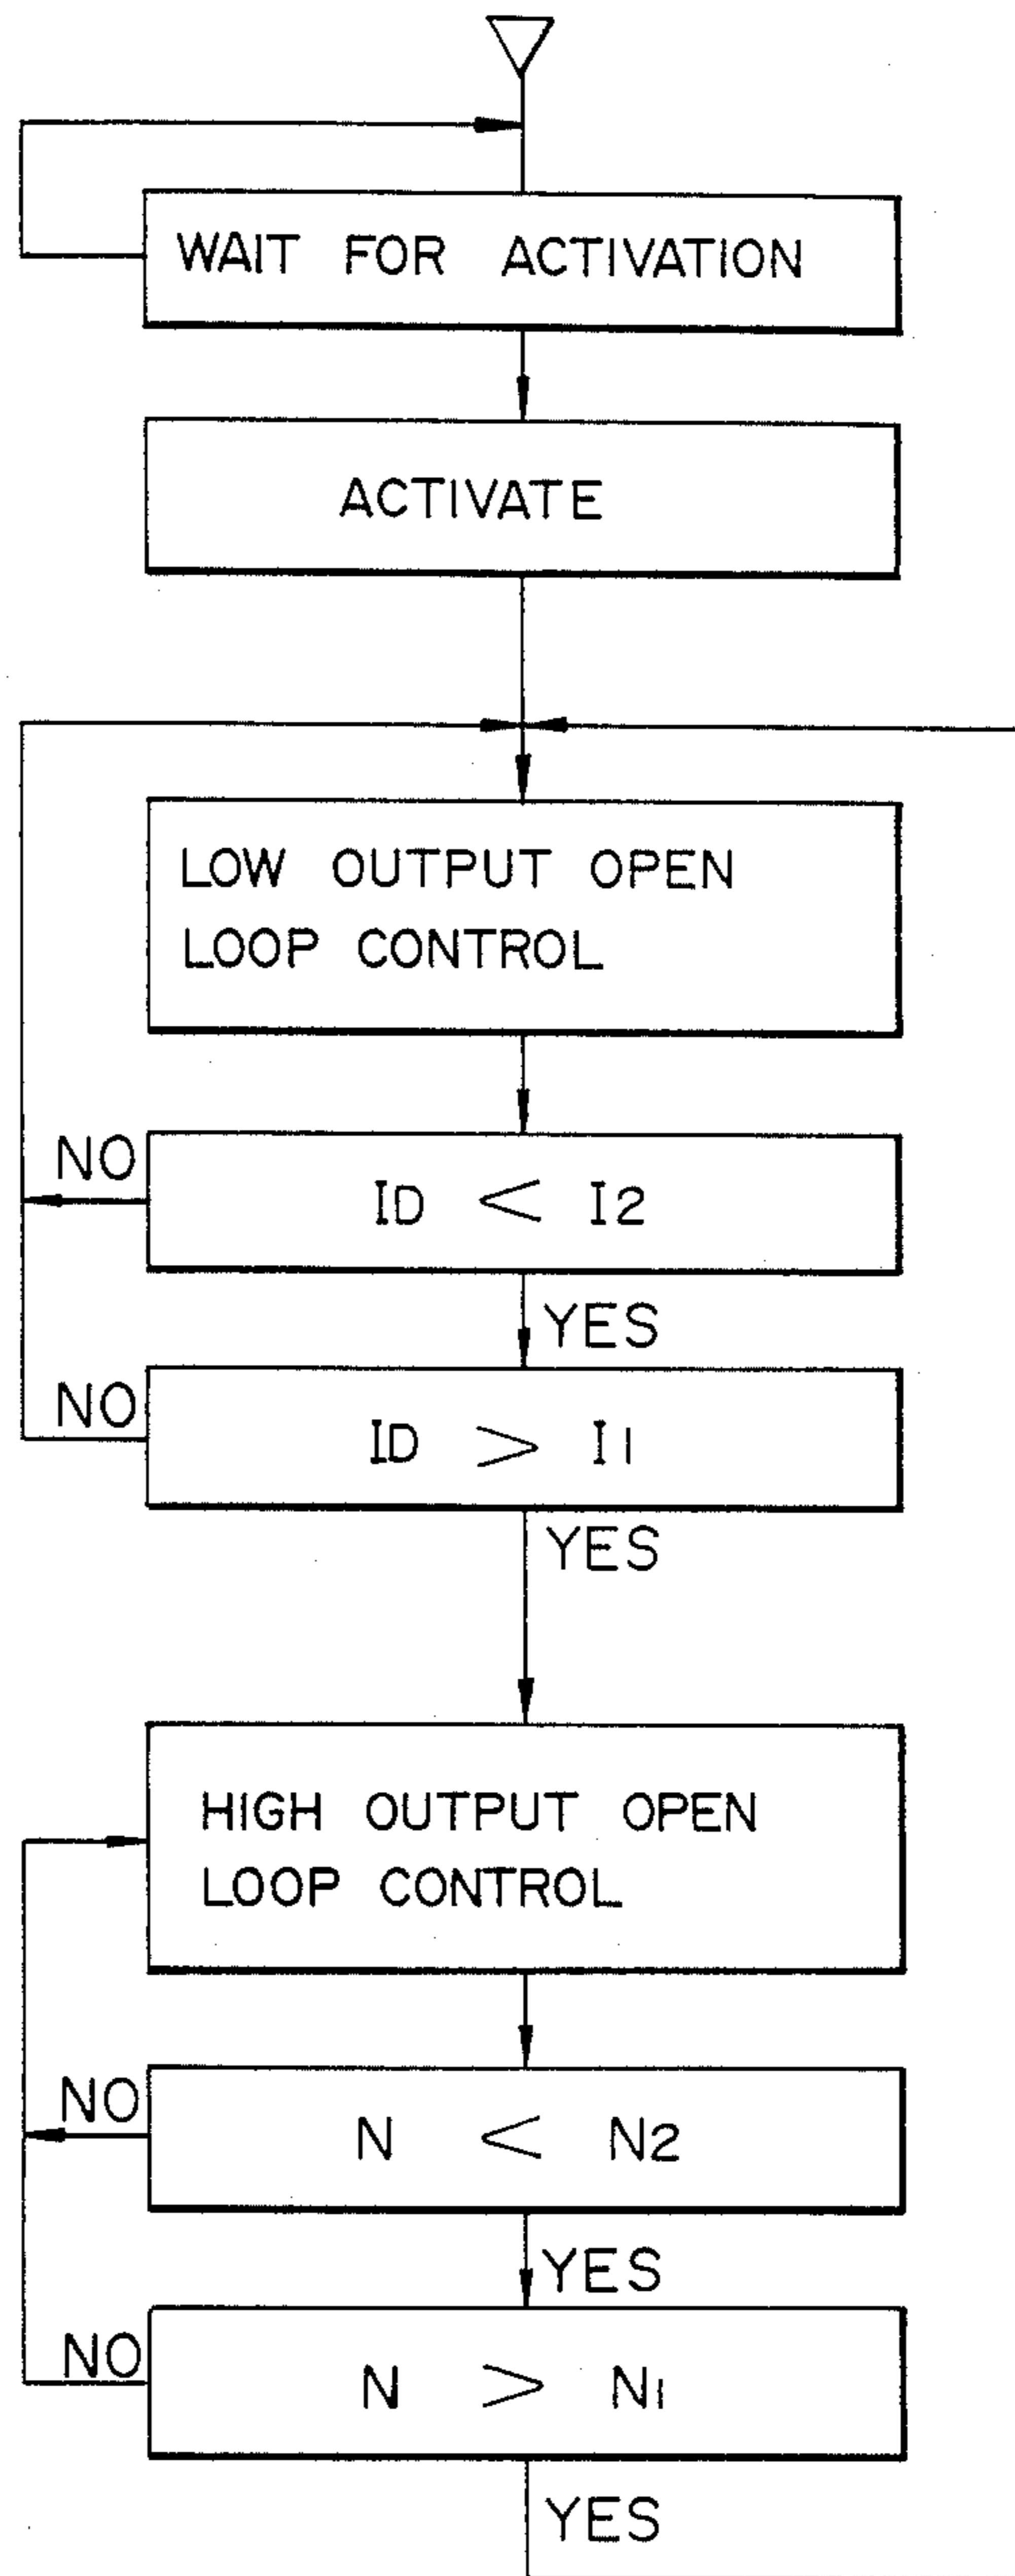 WAIT FOR ACTIVATION
ACTIVATE
LOW OUTPUT OPEN
LOOP CONTROL
NO
ID < I2
YES
NO
ID > I1
YES
HIGH OUTPUT OPEN
LOOP CONTROL
NO
N < N2
YES
NO
N > N1
YES